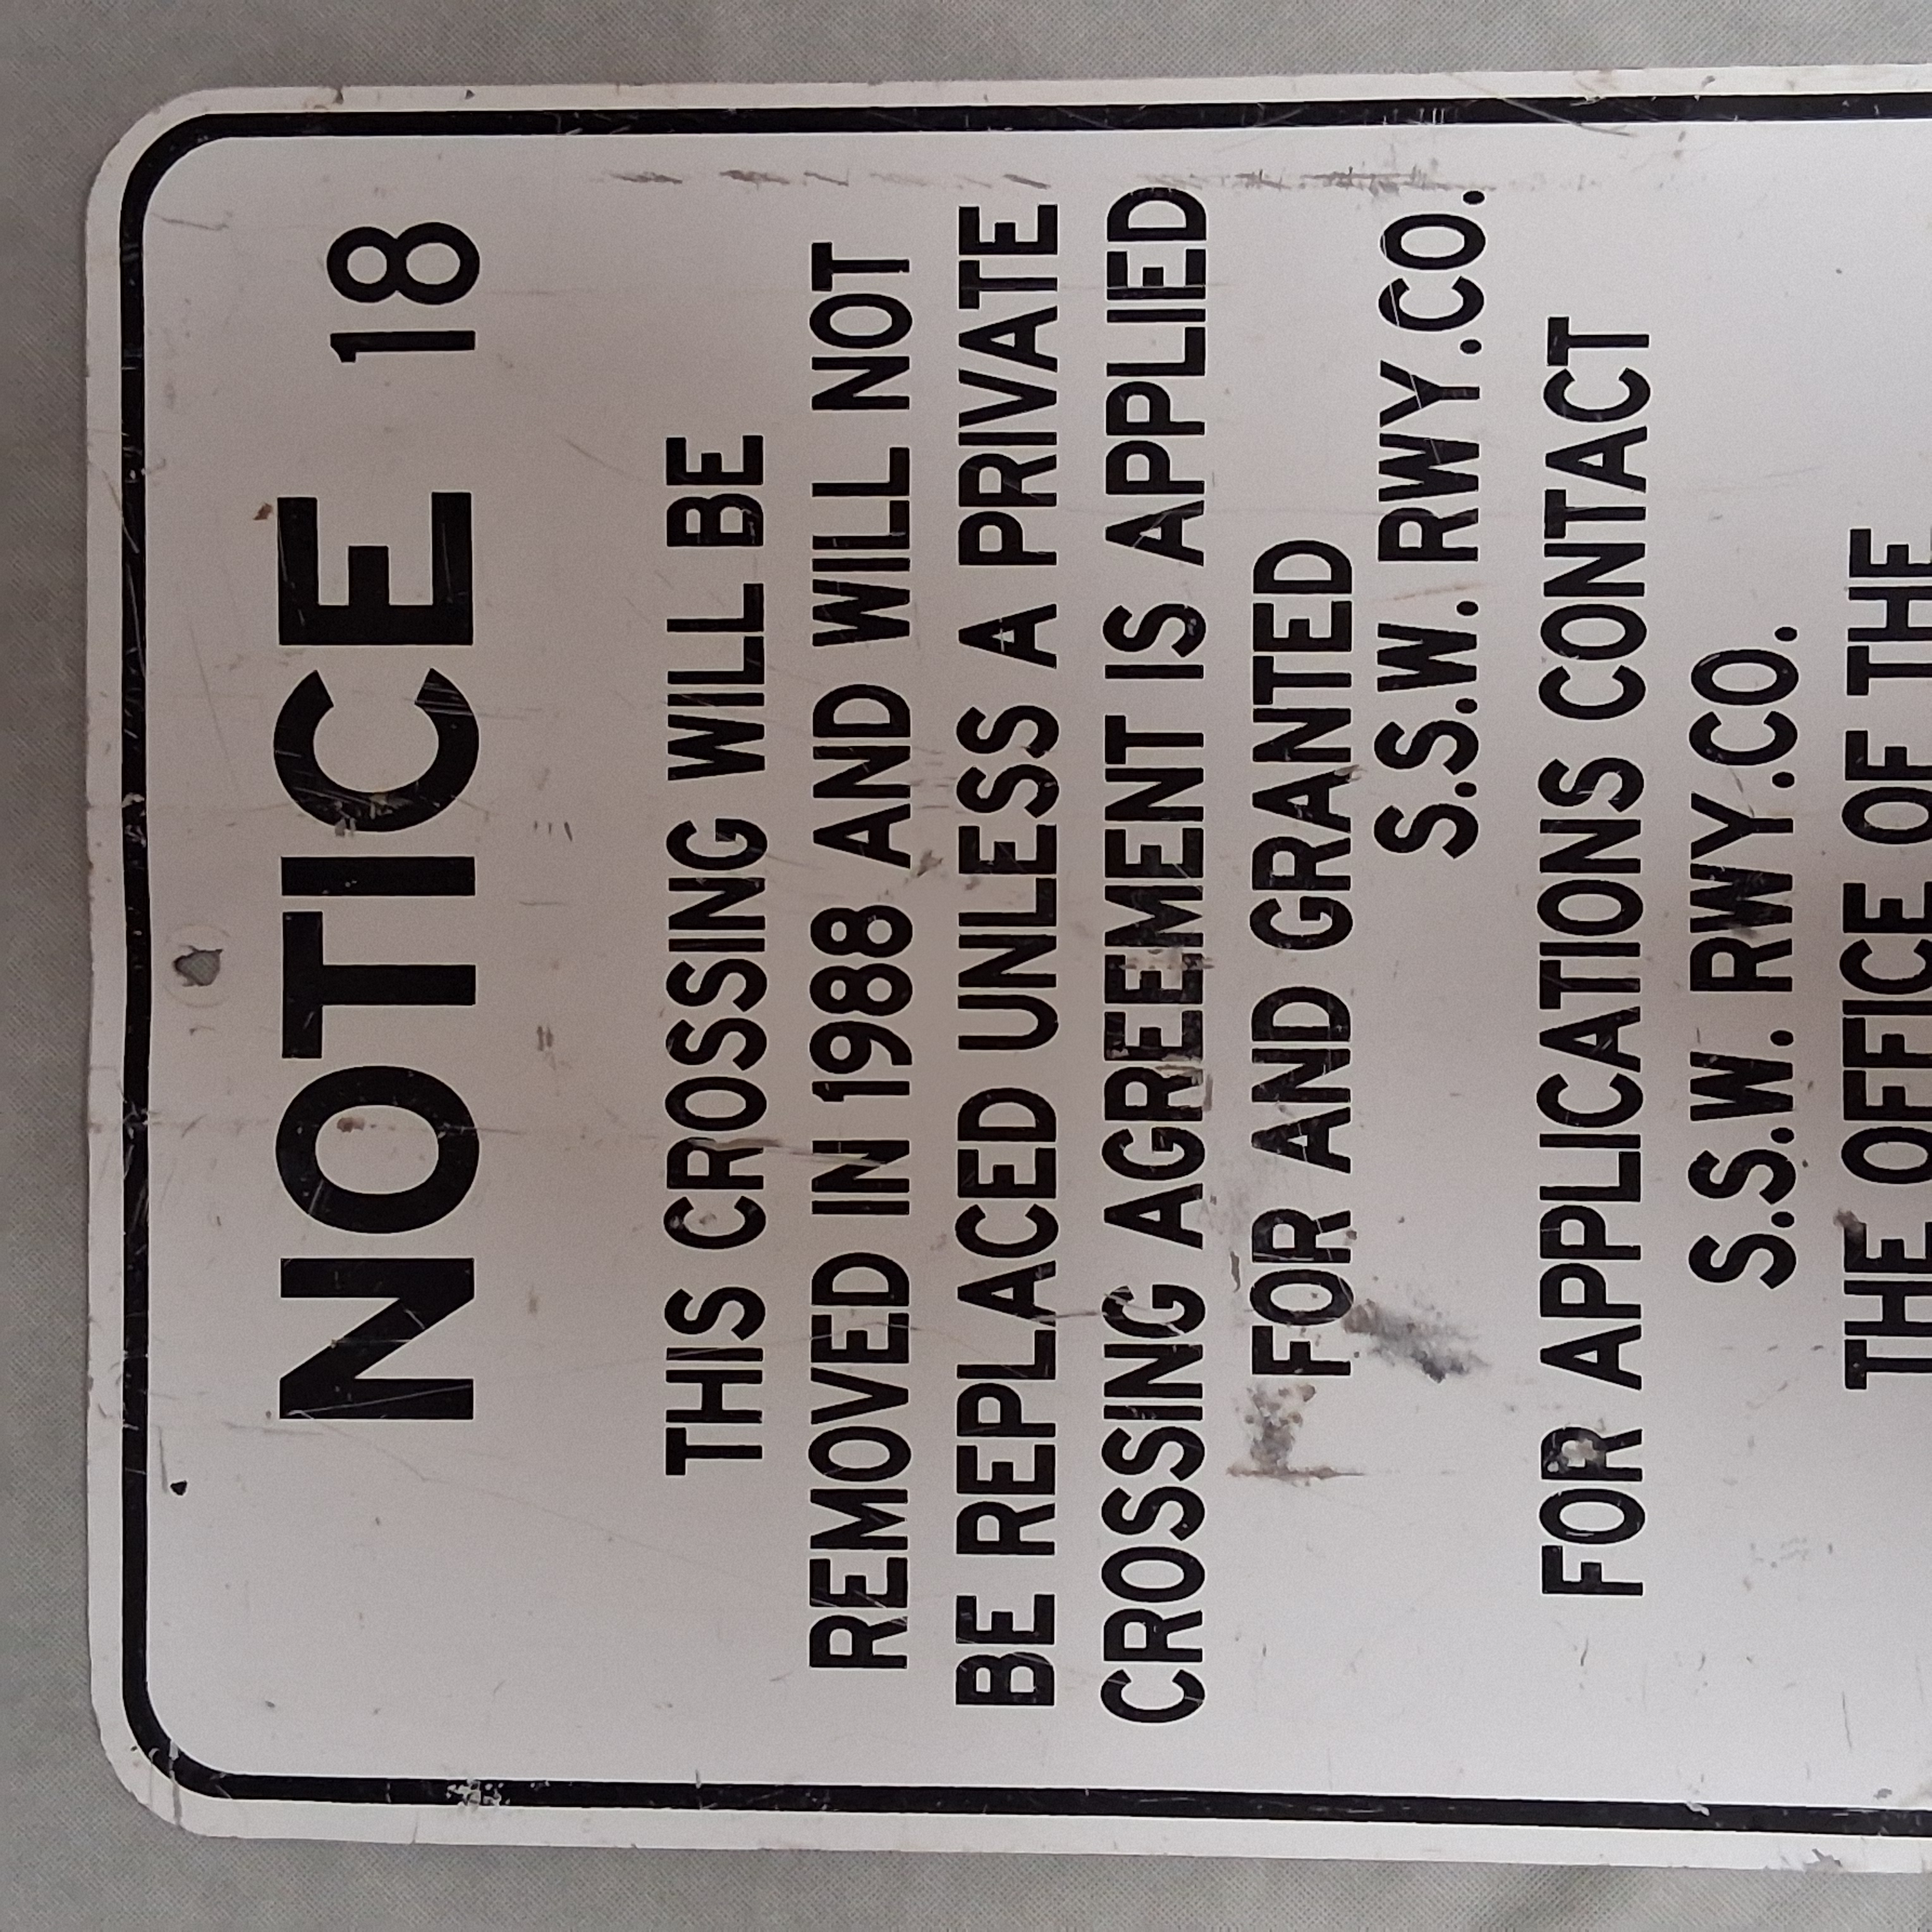 NOTICE 18
THIS CROSSING WILL BE
REMOVED IN 1988 AND WILL NOT
BE REPLACED UNLESS A PRIVATE
CROSSING AGREEMENT IS APPLIED
FOR AND GRANTED
S.S.W. RWY.CO.
FOR APPLICATIONS CONTACT
S.S.W. RWY.CO.
THE OFFICE OF THE